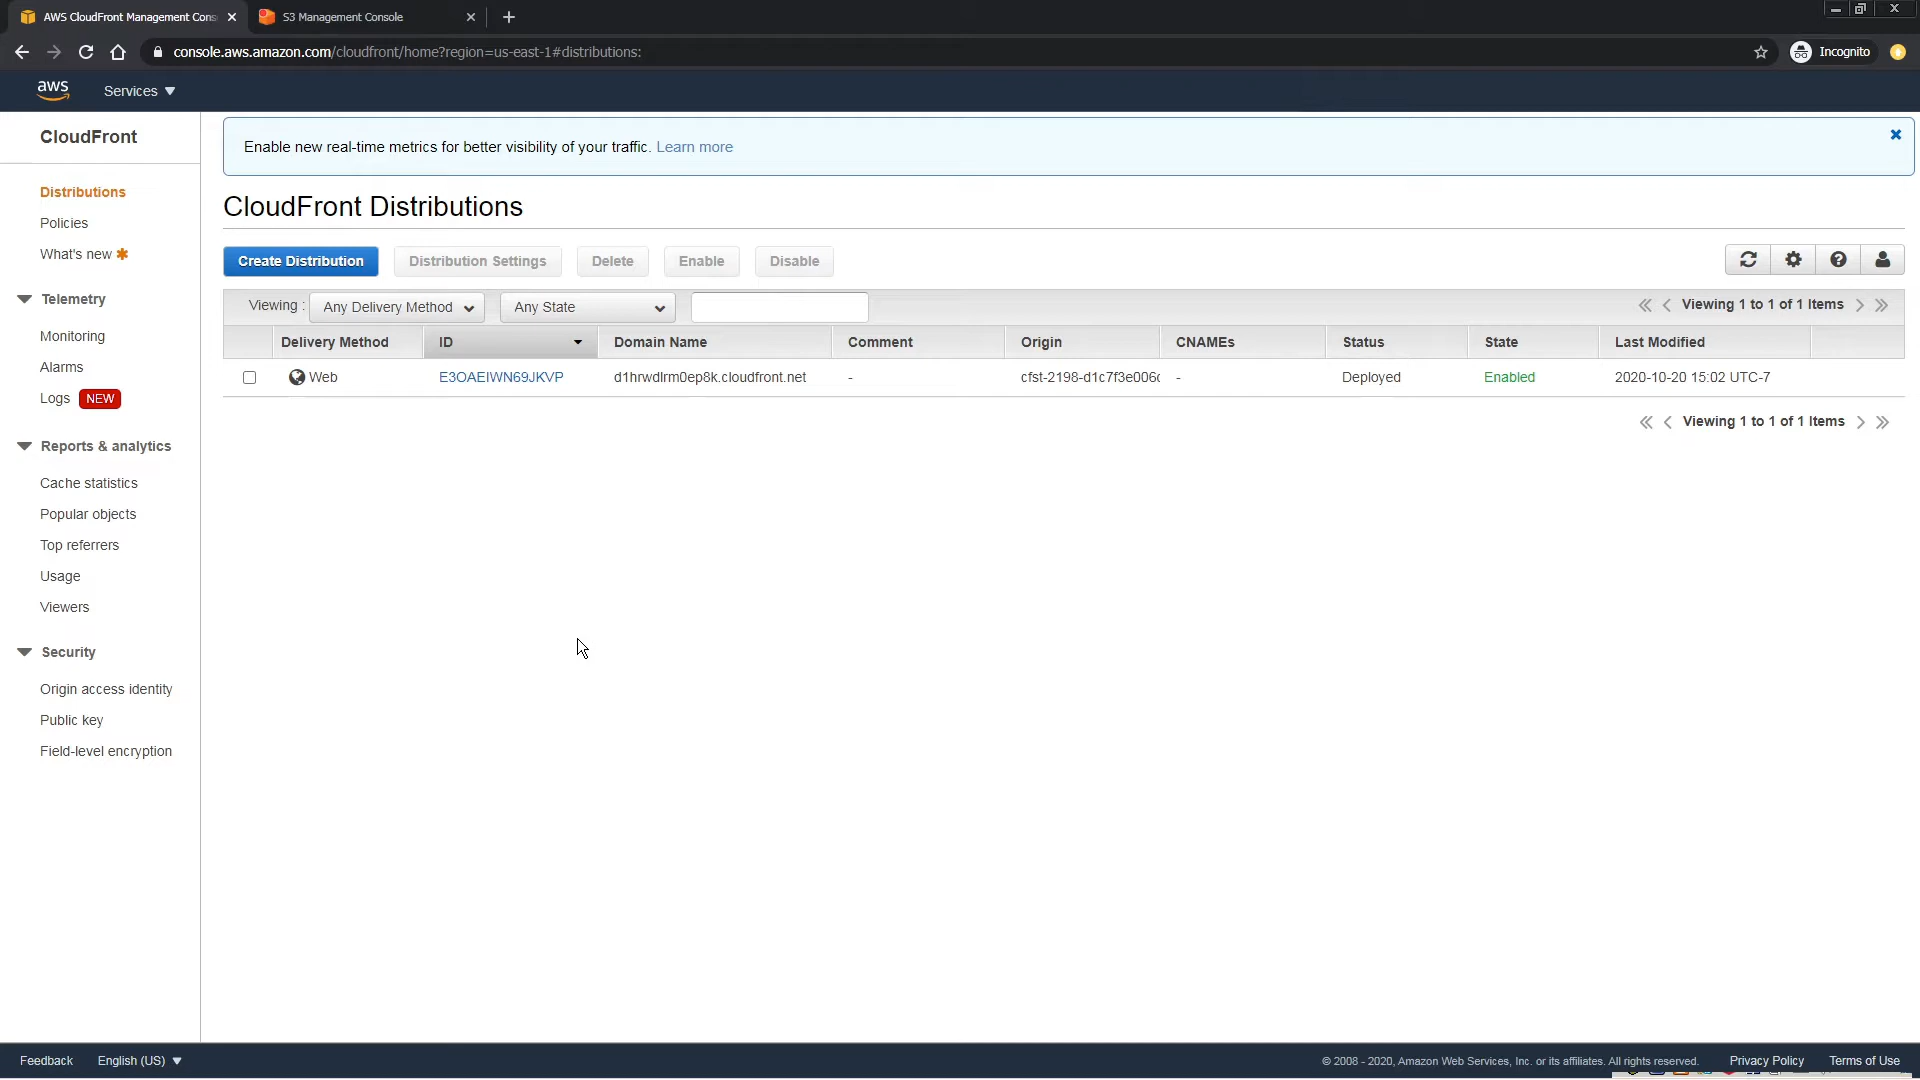 AWS CloudFront Management Cons
S3 Management Console
console.aws.amazon.com/cloudfront/home?region=us-east-1#distributions:
Incognito
aws
Services
CloudFront
Distributions
Policies
What's new
Telemetry
Monitoring
Alarms
Logs NEW
Reports & analytics
Cache statistics
Popular objects
Top referrers
Usage
Viewers
Security
Origin access identity
Public key
Field-level encryption
Enable new real-time metrics for better visibility of your traffic. Learn more
CloudFront Distributions
Create Distribution Distribution Settings Delete Enable Disable
Viewing : Any Delivery Method Any State Viewing 1 to 1 of 1 Items
Delivery Method ID Domain Name Comment Origin CNAMEs Status State Last Modified
Web E3OAEIWN69JKVP d1hrwdlrm0ep8k.cloudfront.net - cfst-2198-d1c7f3e006c - Deployed Enabled 2020-10-20 15:02 UTC-7
Viewing 1 to 1 of 1 Items
Feedback English (US) © 2008 - 2020, Amazon Web Services, Inc. or its affiliates. All rights reserved. Privacy Policy Terms of Use